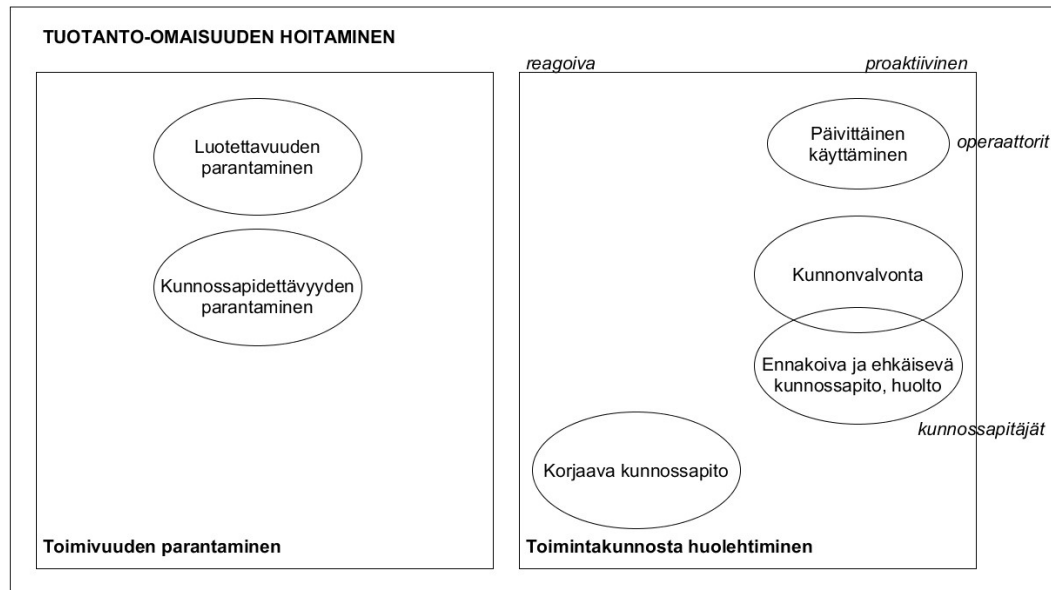 TUOTANTO-OMAISUUDEN HOITAMINEN
reagoiva
proaktiivinen
Luotettavuuden
parantaminen
Kunnossapidettävyyden
parantaminen
Toimivuuden parantaminen
Päivittäinen
käyttäminen
operaattorit
Kunnonvalvonta
Ennakoiva ja ehkäisevä
kunnossapito, huolto
kunnossapitäjät
Korjaava kunnossapito
Toimintakunnosta huolehtiminen